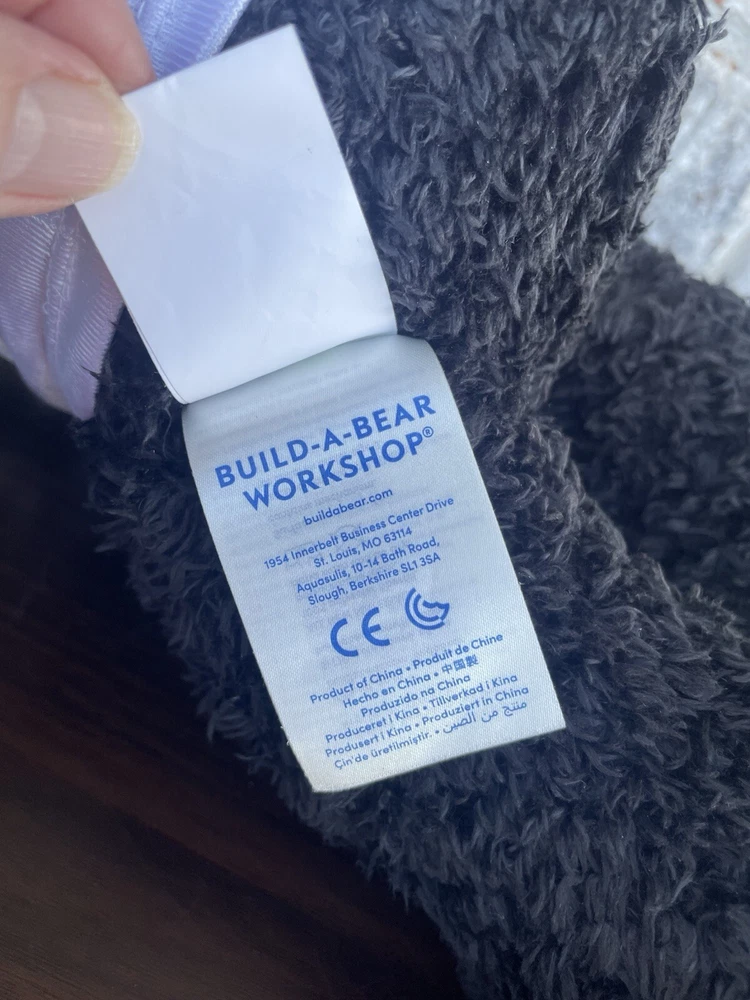 BUILD-A-BEAR
WORKSHOP®
buildabear.com
1954 Innerbelt Business Center Drive
St. Louis, MO 63114
Aquasulis, 10-14 Bath Road,
Slough, Berkshire SL1 3SA
CE
Product of China • Produit de Chine
Hecho en China • 中国製
Produzido na China
Produceret i Kina • Tillverkad i Kina
Produsert i Kina • Produziert in China
Çin'de üretilmiştir. • منتج من الصين